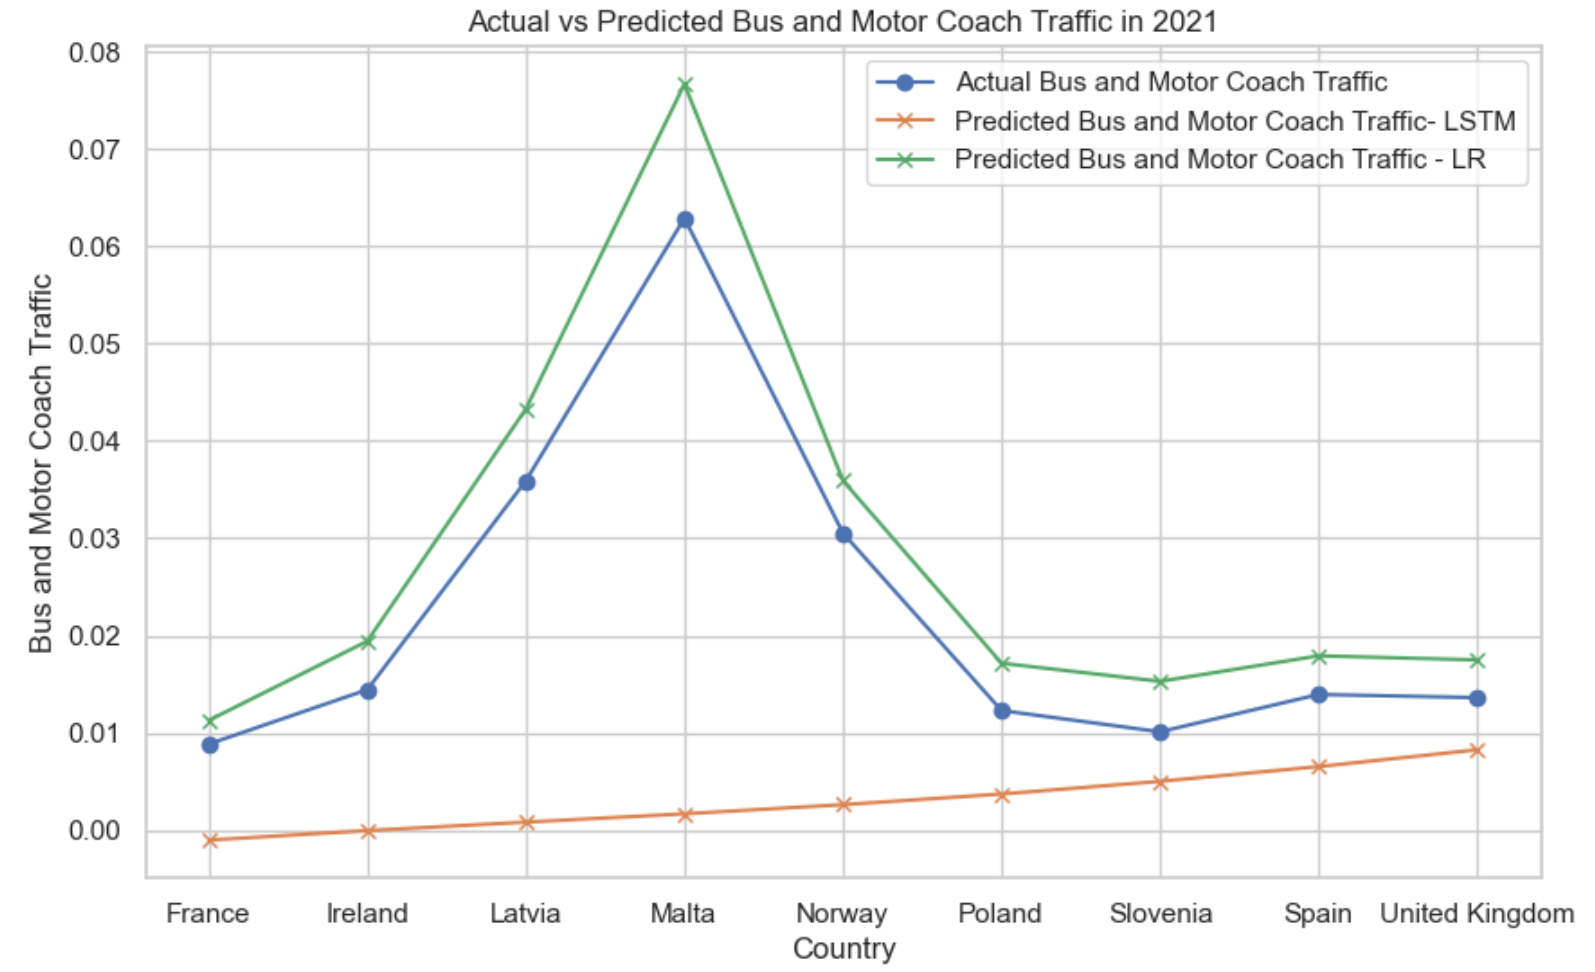 Actual vs Predicted Bus and Motor Coach Traffic in 2021
Actual Bus and Motor Coach Traffic
Predicted Bus and Motor Coach Traffic- LSTM
Predicted Bus and Motor Coach Traffic - LR
Bus and Motor Coach Traffic
0.08
0.07
0.06
0.05
0.04
0.03
0.02
0.01
0.00
France Ireland Latvia Malta Norway Poland Slovenia Spain United Kingdom
Country